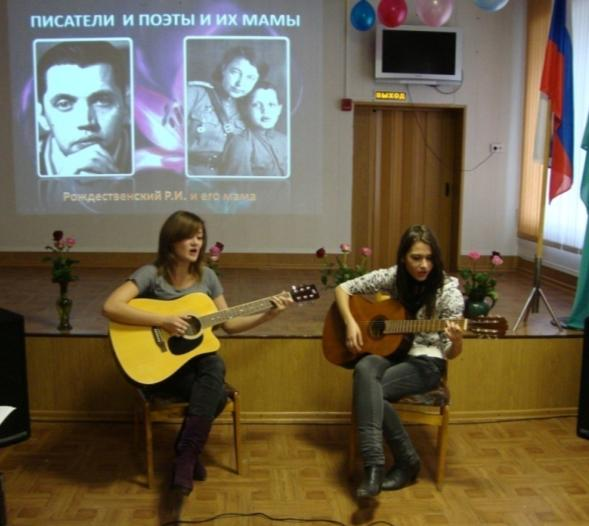 ПИСАТЕЛИ И ПОЭТЫ И ИХ МАМЫ
Рождественский Р.И. и его мама
ВЫХОД